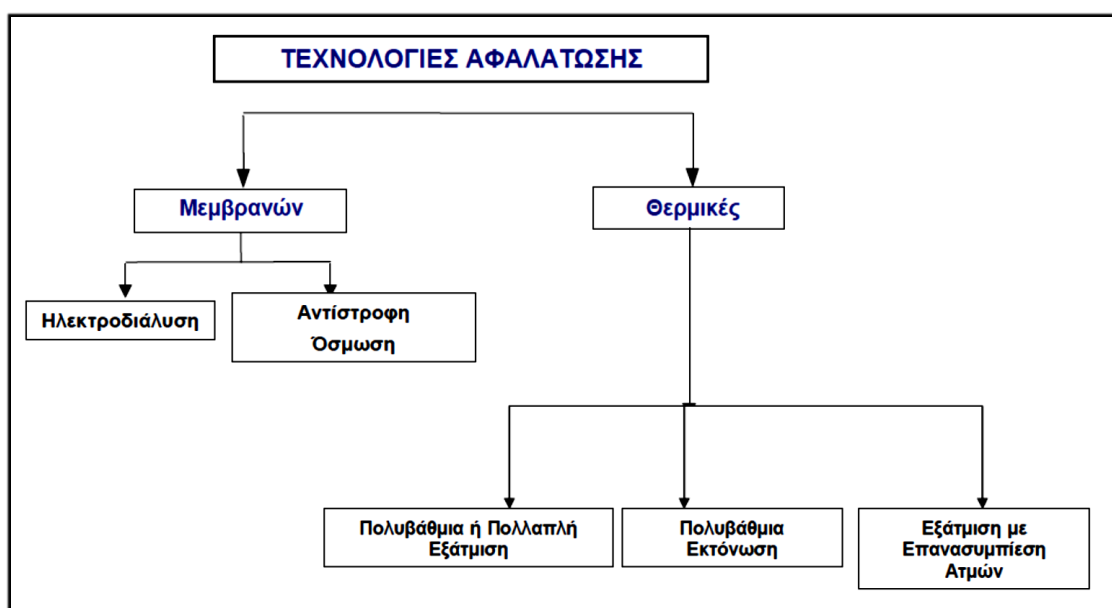 ΤΕΧΝΟΛΟΓΙΕΣ ΑΦΑΛΑΤΩΣΗΣ
Μεμβρανών
Θερμικές
Ηλεκτροδιάλυση
Αντίστροφη
Όσμωση
Πολυβάθμια ή Πολλαπλή
Εξάτμιση
Πολυβάθμια
Εκτόνωση
Εξάτμιση με
Επανασυμπίεση
Ατμών